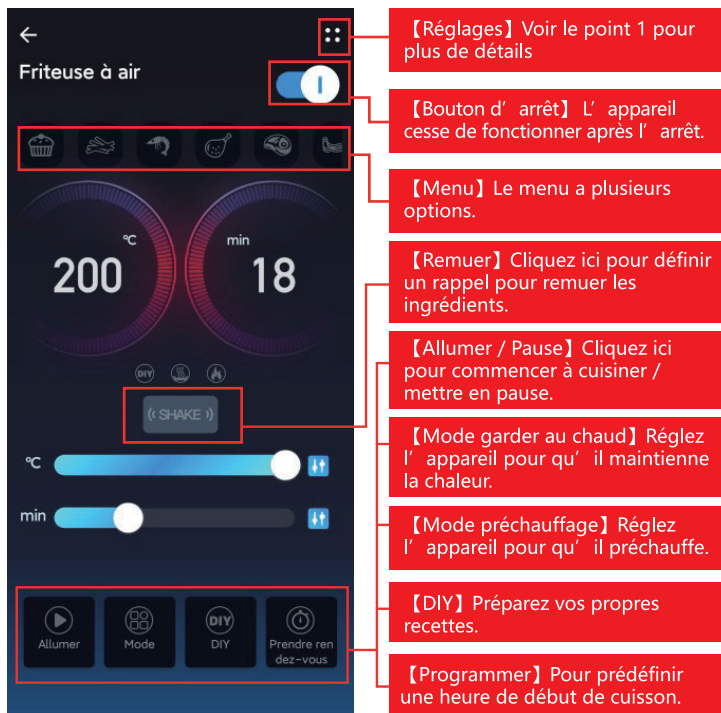 Friteuse à air
°C
200
min
18
DIY
((SHAKE))
°C
min
Allumer
Mode
DIY
DIY
Prendre ren
dez-vous
【Réglages】Voir le point 1 pour
plus de détails
【Bouton d'arrêt】L'appareil
cesse de fonctionner après l'arrêt.
【Menu】Le menu a plusieurs
options.
【Remuer】Cliquez ici pour définir
un rappel pour remuer les
ingrédients.
【Allumer / Pause】Cliquez ici
pour commencer à cuisiner /
mettre en pause.
【Mode garder au chaud】Réglez
l'appareil pour qu'il maintienne
la chaleur.
【Mode préchauffage】Réglez
l'appareil pour qu'il préchauffe.
【DIY】Préparez vos propres
recettes.
【Programmer】Pour prédéfinir
une heure de début de cuisson.